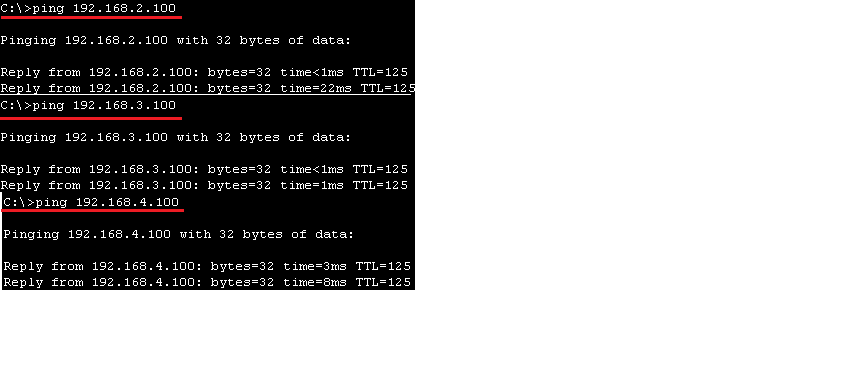 C:\>ping 192.168.2.100
Pinging 192.168.2.100 with 32 bytes of data:
Reply from 192.168.2.100: bytes=32 time<1ms TTL=125
Reply from 192.168.2.100: bytes=32 time=22ms TTL=125
C:\>ping 192.168.3.100
Pinging 192.168.3.100 with 32 bytes of data:
Reply from 192.168.3.100: bytes=32 time<1ms TTL=125
Reply from 192.168.3.100: bytes=32 time=1ms TTL=125
C:\>ping 192.168.4.100
Pinging 192.168.4.100 with 32 bytes of data:
Reply from 192.168.4.100: bytes=32 time=3ms TTL=125
Reply from 192.168.4.100: bytes=32 time=8ms TTL=125